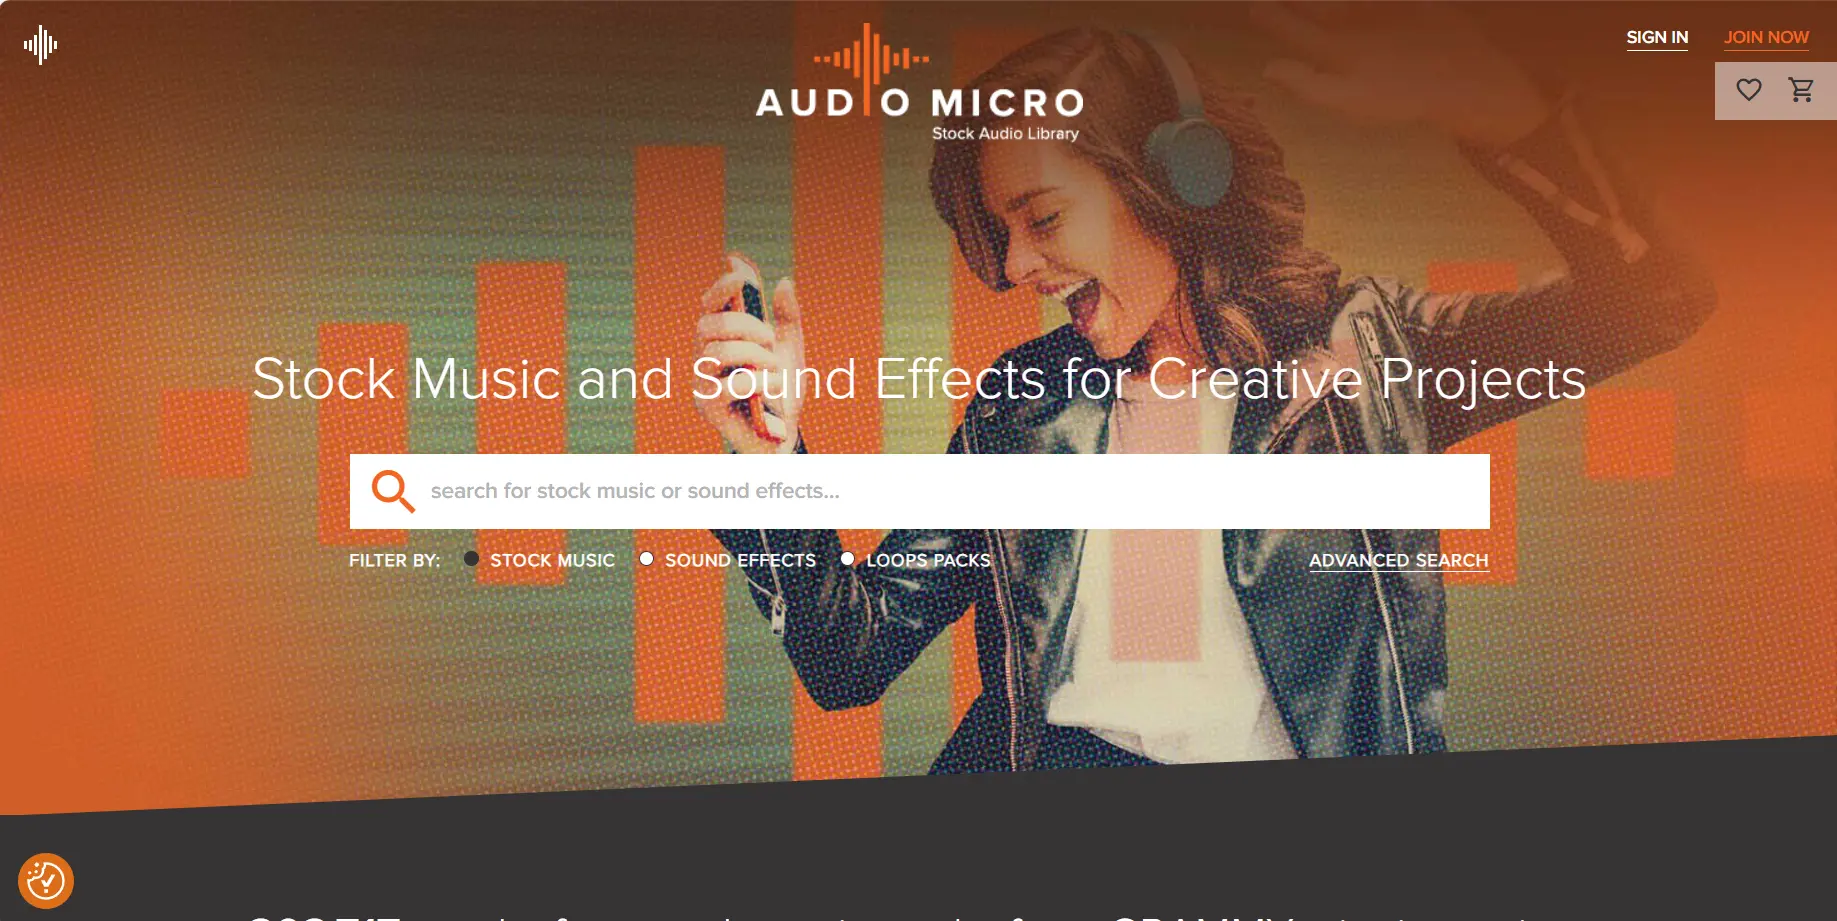 SIGN IN
JOIN NOW
AUDIO MICRO
Stock Audio Library
Stock Music and Sound Effects for Creative Projects
search for stock music or sound effects...
FILTER BY: STOCK MUSIC SOUND EFFECTS LOOPS PACKS
ADVANCED SEARCH